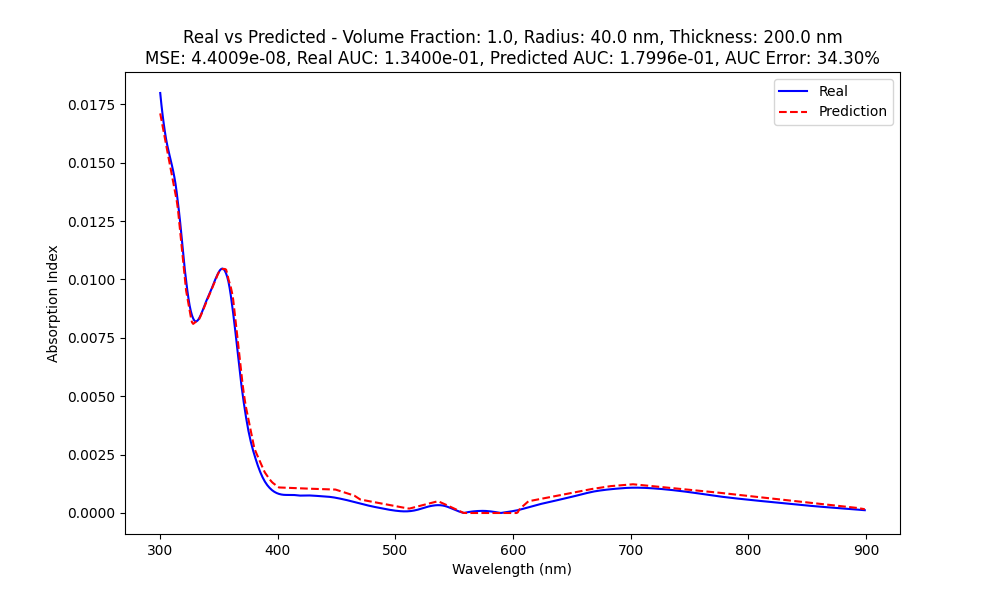 Real vs Predicted - Volume Fraction: 1.0, Radius: 40.0 nm, Thickness: 200.0 nm
MSE: 4.4009e-08, Real AUC: 1.3400e-01, Predicted AUC: 1.7996e-01, AUC Error: 34.30%
Real
Prediction
0.0175
0.0150
0.0125
0.0100
0.0075
0.0050
0.0025
0.0000
Absorption Index
300 400 500 600 700 800 900
Wavelength (nm)